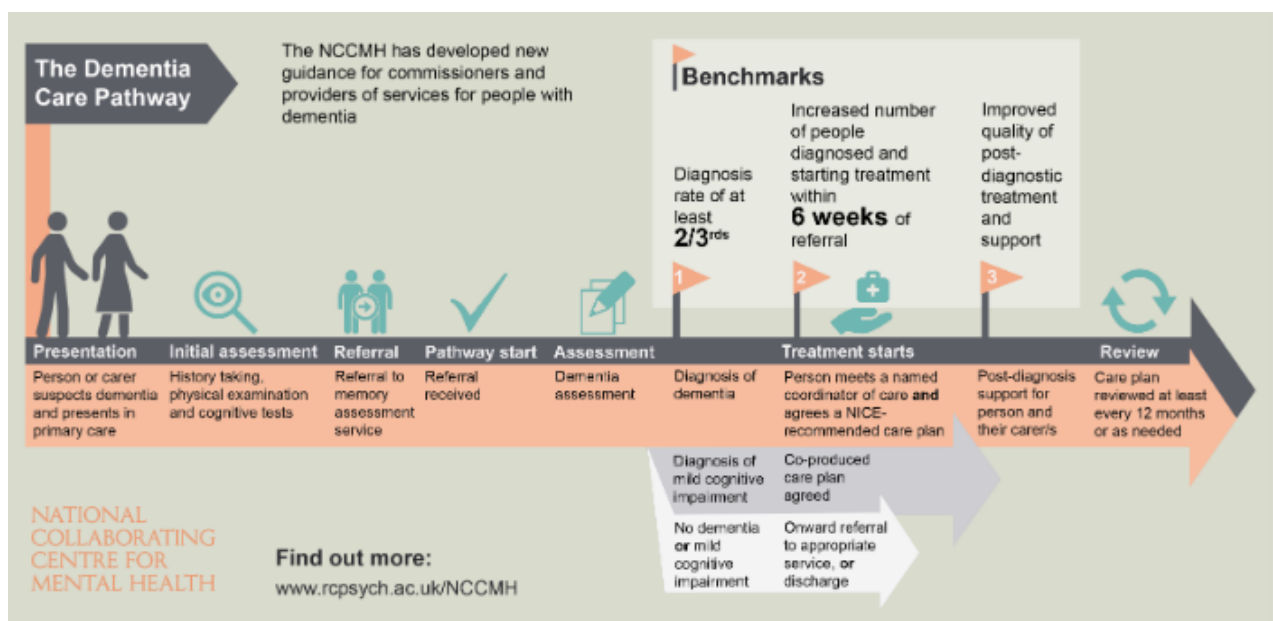 The Dementia
Care Pathway
The NCCMH has developed new
guidance for commissioners and
providers of services for people with
dementia
Benchmarks
Diagnosis
rate of at
least
2/3rds
Increased number
of people
diagnosed and
starting treatment
within
6 weeks of
referral
Improved
quality of
post-
diagnostic
treatment
and
support
1
2
3
Presentation
Person or carer
suspects dementia
and presents in
primary care
Initial assessment
History taking,
physical examination
and cognitive tests
Referral
Referral to
memory
assessment
service
Pathway start
Referral
received
Assessment
Dementia
assessment
Diagnosis of
dementia
Treatment starts
Person meets a named
coordinator of care and
agrees a NICE-
recommended care plan
Post-diagnosis
support for
person and
their carer/s
Review
Care plan
reviewed at least
every 12 months
or as needed
Diagnosis of
mild cognitive
impairment
Co-produced
care plan
agreed
No dementia
or mild
cognitive
impairment
Onward referral
to appropriate
service, or
discharge
NATIONAL
COLLABORATING
CENTRE FOR
MENTAL HEALTH
Find out more:
www.rcpsych.ac.uk/NCCMH